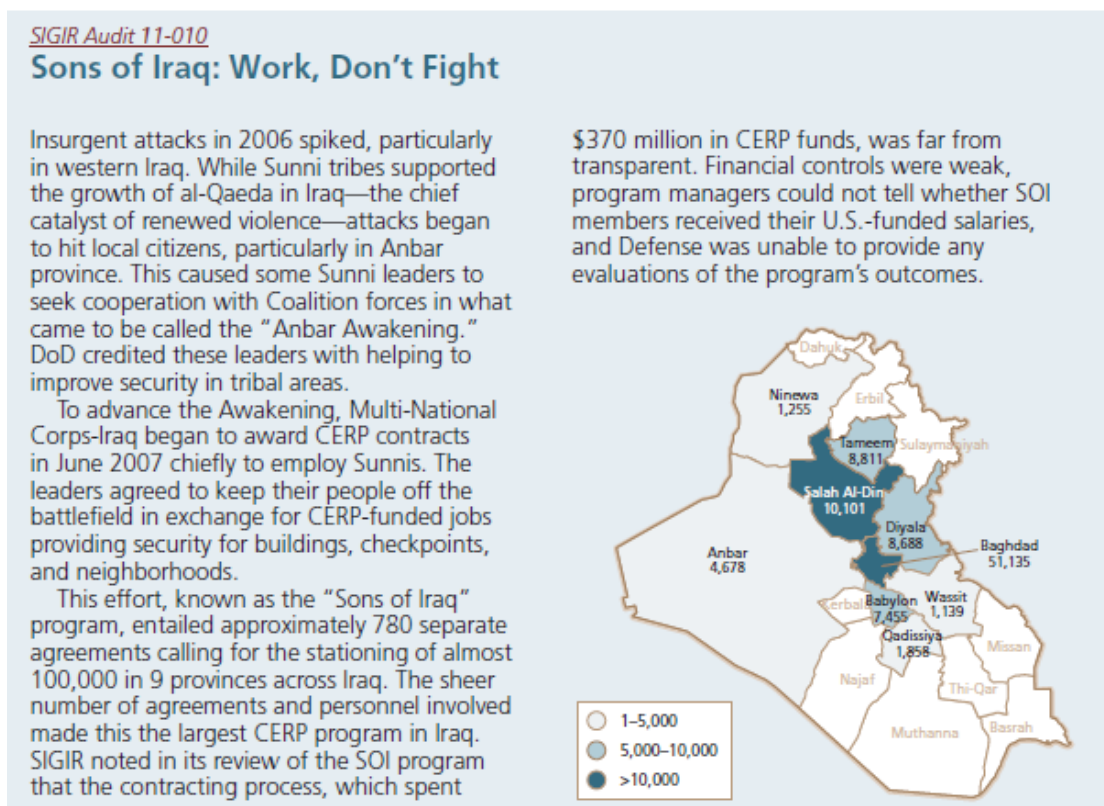 SIGIR Audit 11-010
Sons of Iraq: Work, Don’t Fight
Insurgent attacks in 2006 spiked, particularly
in western Iraq. While Sunni tribes supported
the growth of al-Qaeda in Iraq—the chief
catalyst of renewed violence—attacks began
to hit local citizens, particularly in Anbar
province. This caused some Sunni leaders to
seek cooperation with Coalition forces in what
came to be called the “Anbar Awakening.”
DoD credited these leaders with helping to
improve security in tribal areas.
To advance the Awakening, Multi-National
Corps-Iraq began to award CERP contracts
in June 2007 chiefly to employ Sunnis. The
leaders agreed to keep their people off the
battlefield in exchange for CERP-funded jobs
providing security for buildings, checkpoints,
and neighborhoods.
This effort, known as the “Sons of Iraq”
program, entailed approximately 780 separate
agreements calling for the stationing of almost
100,000 in 9 provinces across Iraq. The sheer
number of agreements and personnel involved
made this the largest CERP program in Iraq.
SIGIR noted in its review of the SOI program
that the contracting process, which spent
$370 million in CERP funds, was far from
transparent. Financial controls were weak,
program managers could not tell whether SOI
members received their U.S.-funded salaries,
and Defense was unable to provide any
evaluations of the program’s outcomes.
Dahuk
Ninewa
1,255
Erbil
Tameem
8,811
Sulaymaniyah
Salah Al-Din
10,101
Diyala
8,688
Baghdad
51,135
Anbar
4,678
Kerbala
Babylon
7,455
Wassit
1,139
Qadissiya
1,858
Missan
Najaf
Thi-Qar
Muthanna
Basrah
1–5,000
5,000–10,000
>10,000